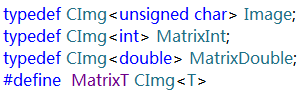 typedef CImg<unsigned char> Image;
typedef CImg<int> MatrixInt;
typedef CImg<double> MatrixDouble;
#define  MatrixT CImg<T>